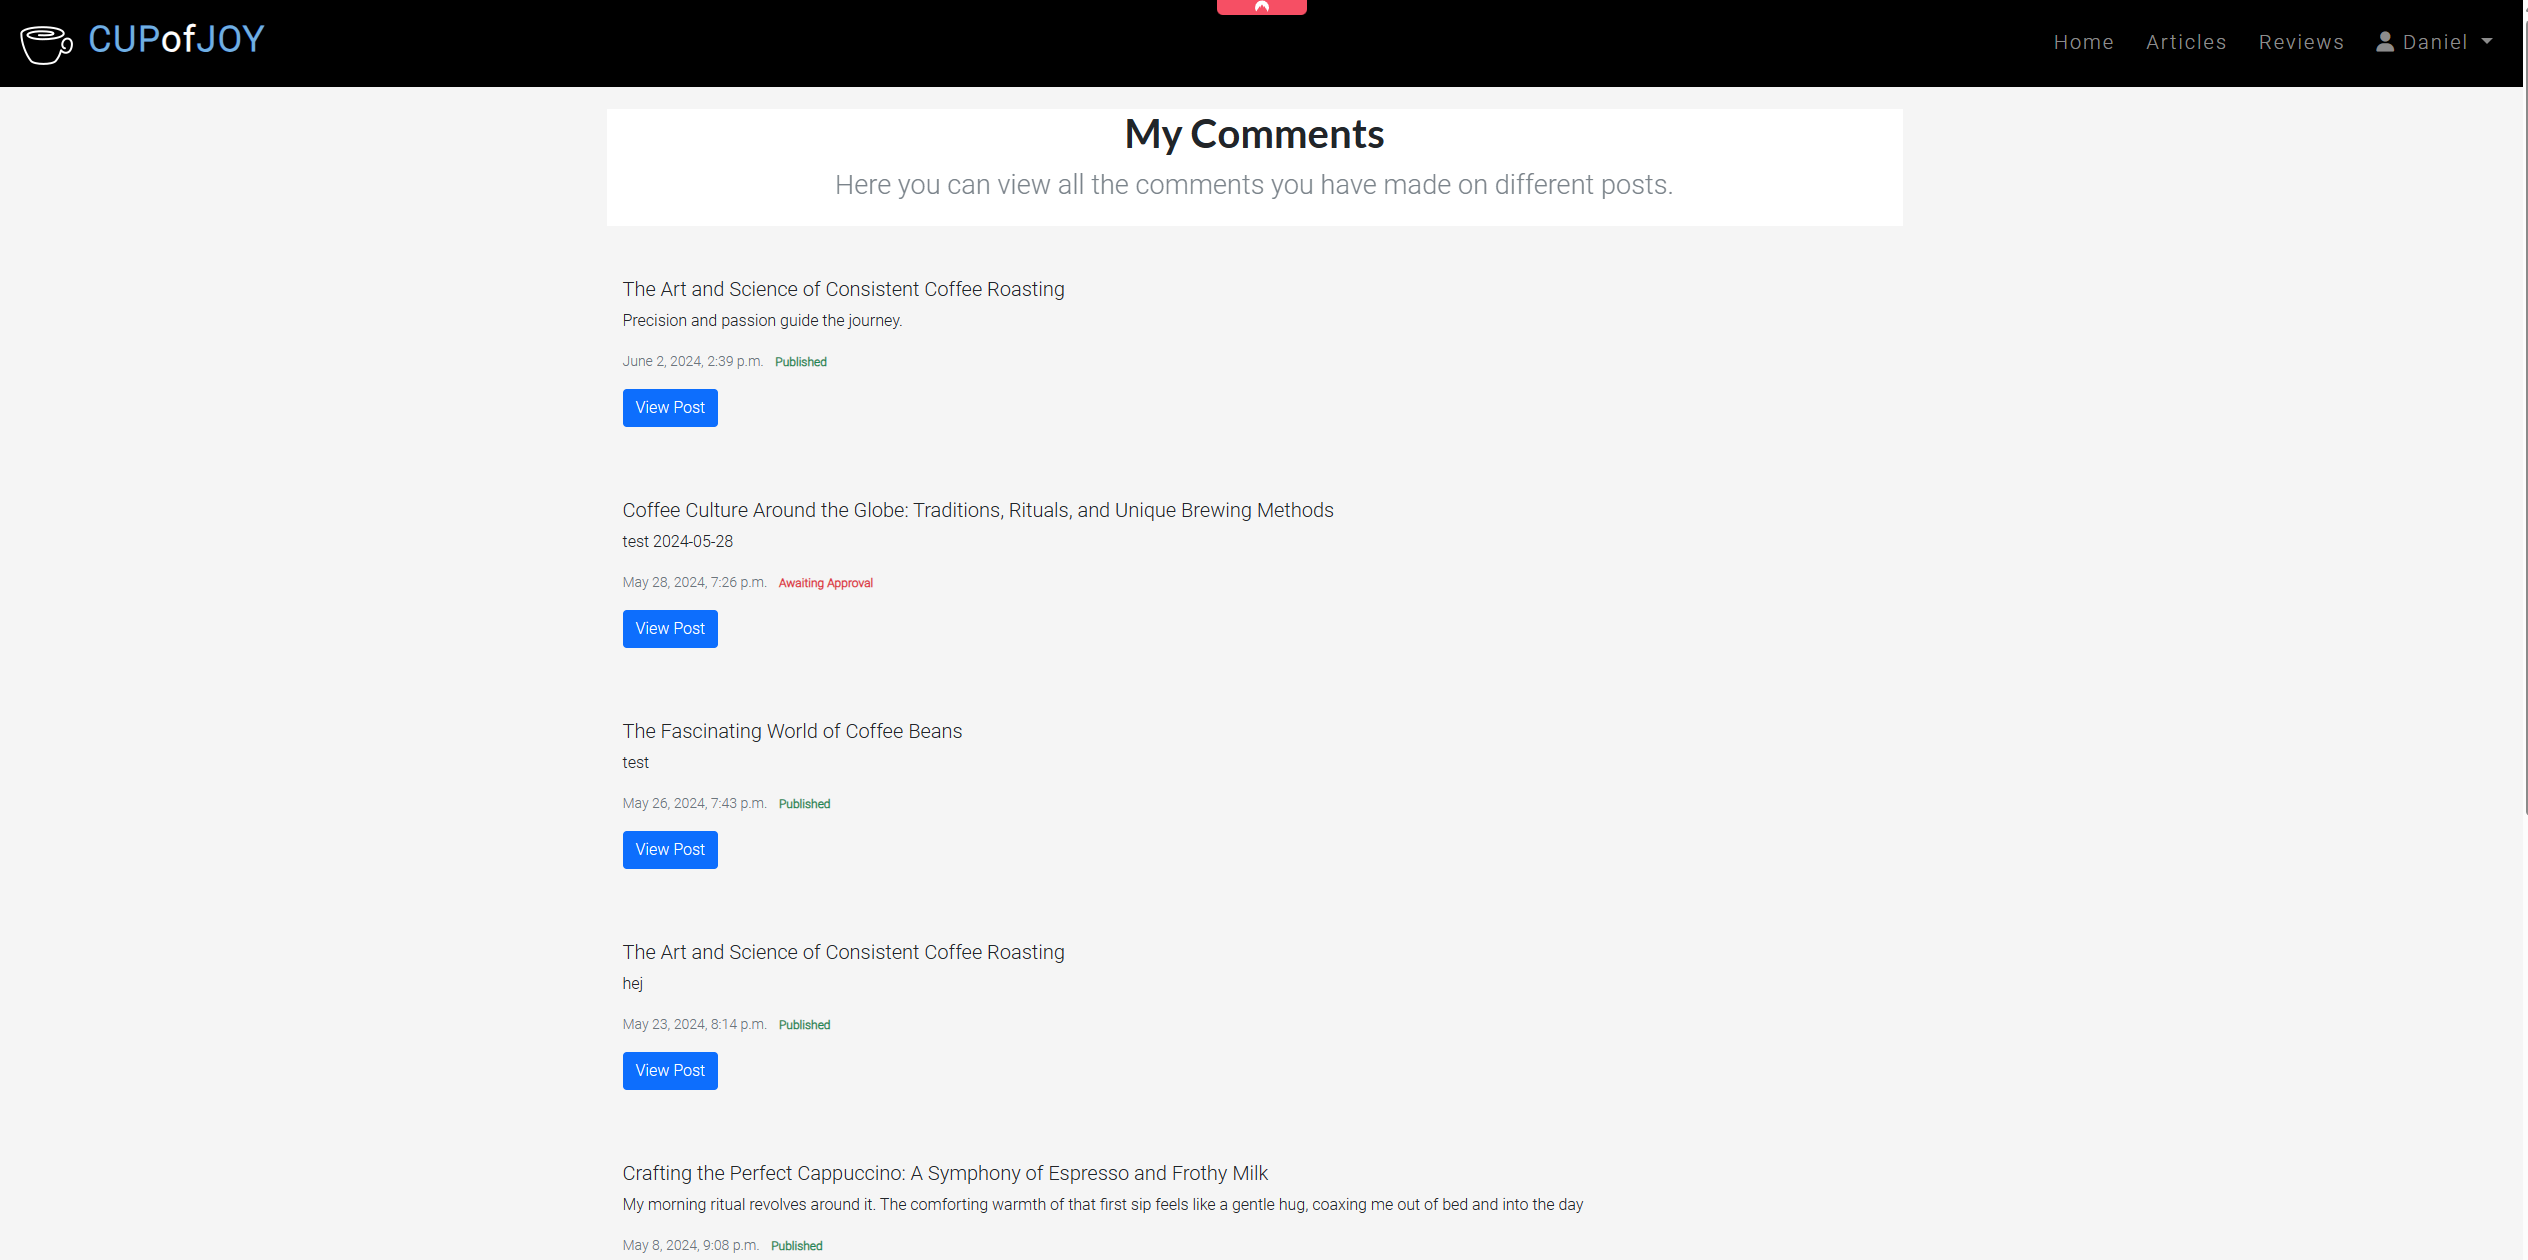 CUPofJOY
Home Articles Reviews Daniel
My Comments
Here you can view all the comments you have made on different posts.
The Art and Science of Consistent Coffee Roasting
Precision and passion guide the journey.
June 2, 2024, 2:39 p.m. Published
View Post
Coffee Culture Around the Globe: Traditions, Rituals, and Unique Brewing Methods
test 2024-05-28
May 28, 2024, 7:26 p.m. Awaiting Approval
View Post
The Fascinating World of Coffee Beans
test
May 26, 2024, 7:43 p.m. Published
View Post
The Art and Science of Consistent Coffee Roasting
hej
May 23, 2024, 8:14 p.m. Published
View Post
Crafting the Perfect Cappuccino: A Symphony of Espresso and Frothy Milk
My morning ritual revolves around it. The comforting warmth of that first sip feels like a gentle hug, coaxing me out of bed and into the day
May 8, 2024, 9:08 p.m. Published